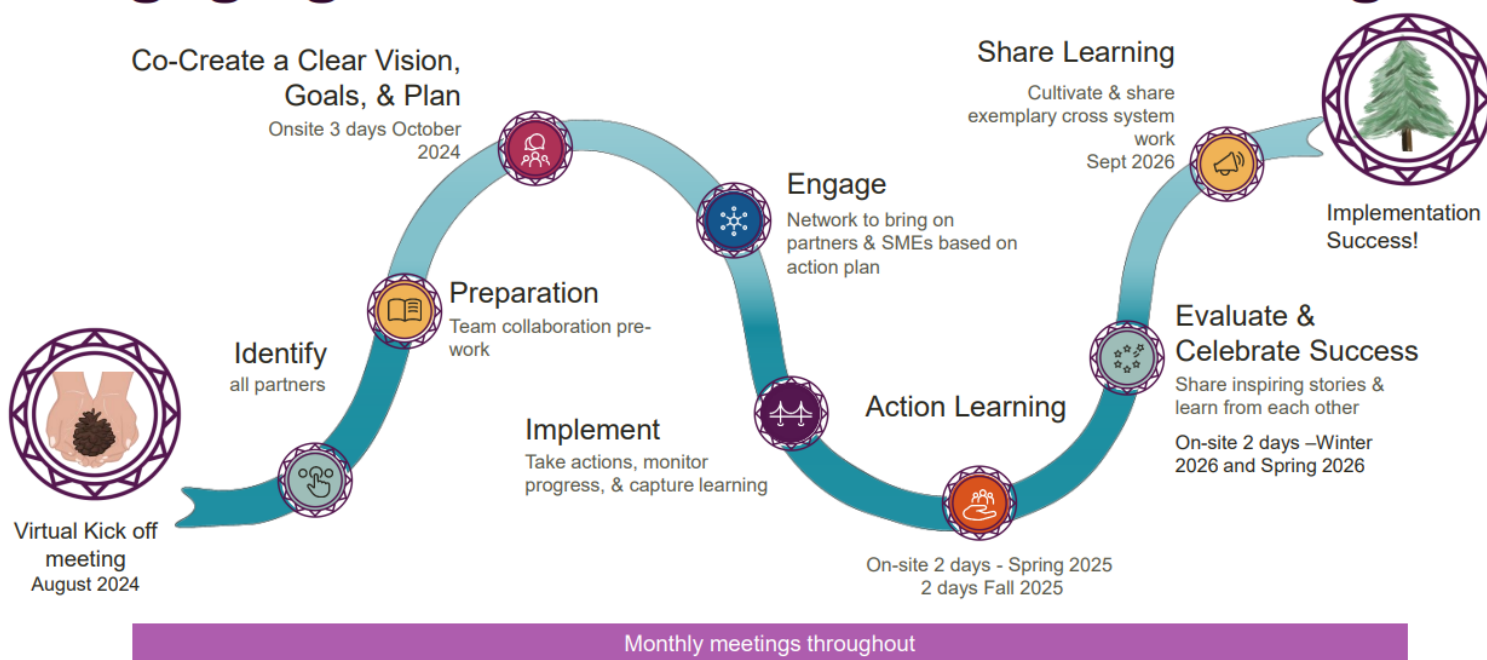 Virtual Kick off
meeting
August 2024
Identify
all partners
Preparation
Team collaboration pre-
work
Co-Create a Clear Vision,
Goals, & Plan
Onsite 3 days October
2024
Engage
Network to bring on
partners & SMEs based on
action plan
Implement
Take actions, monitor
progress, & capture learning
Action Learning
On-site 2 days - Spring 2025
2 days Fall 2025
Evaluate &
Celebrate Success
Share inspiring stories &
learn from each other
On-site 2 days –Winter
2026 and Spring 2026
Share Learning
Cultivate & share
exemplary cross system
work
Sept 2026
Implementation
Success!
Monthly meetings throughout